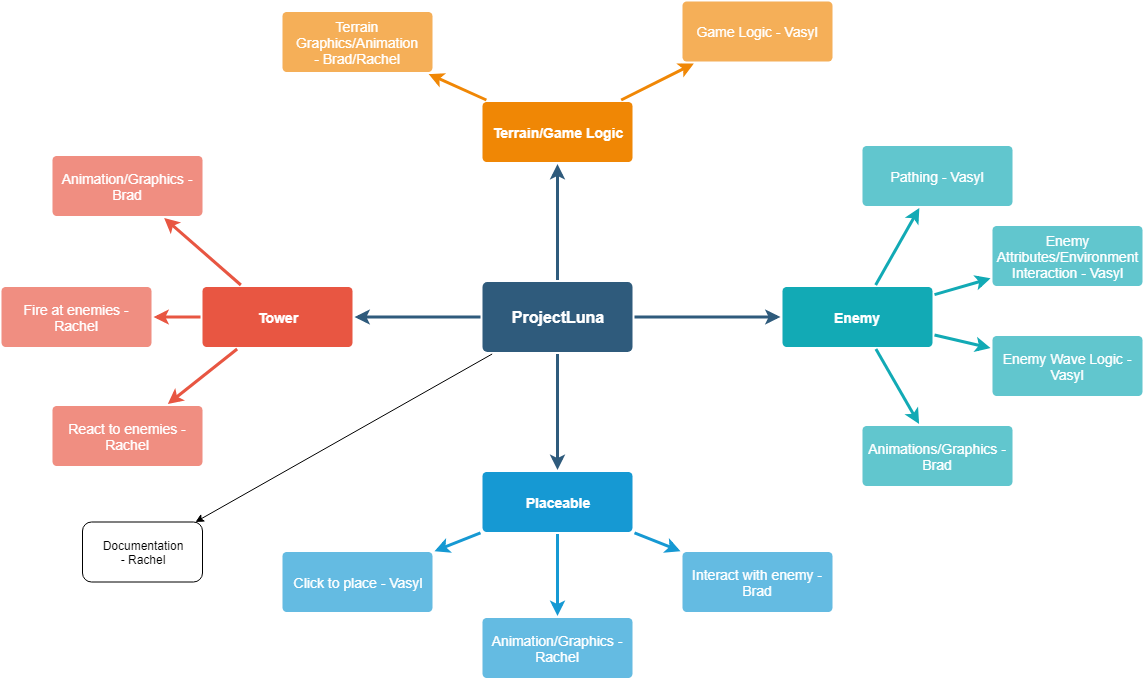 Terrain
Graphics/Animation
- Brad/Rachel
Game Logic - Vasyl
Terrain/Game Logic
Animation/Graphics -
Brad
Pathing - Vasyl
Enemy
Attributes/Environment
Interaction - Vasyl
Fire at enemies -
Rachel
Tower
ProjectLuna
Enemy
Enemy Wave Logic -
Vasyl
React to enemies -
Rachel
Animations/Graphics -
Brad
Placeable
Documentation
- Rachel
Click to place - Vasyl
Interact with enemy -
Brad
Animation/Graphics -
Rachel